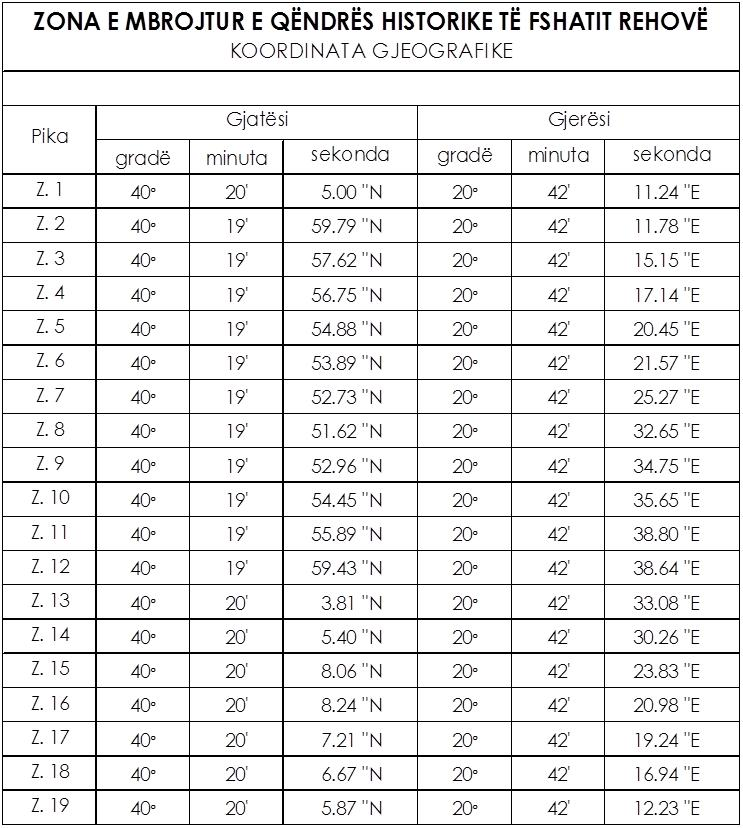 ZONA E MBROJTUR E QËNDRËS HISTORIKE TË FSHATIT REHOVË
KOORDINATA GJEOGRAFIKE
Pika Gjatësi Gjerësi
gradë minuta sekonda gradë minuta sekonda
Z. 1 40° 20' 5.00 "N 20° 42' 11.24 "E
Z. 2 40° 19' 59.79 "N 20° 42' 11.78 "E
Z. 3 40° 19' 57.62 "N 20° 42' 15.15 "E
Z. 4 40° 19' 56.75 "N 20° 42' 17.14 "E
Z. 5 40° 19' 54.88 "N 20° 42' 20.45 "E
Z. 6 40° 19' 53.89 "N 20° 42' 21.57 "E
Z. 7 40° 19' 52.73 "N 20° 42' 25.27 "E
Z. 8 40° 19' 51.62 "N 20° 42' 32.65 "E
Z. 9 40° 19' 52.96 "N 20° 42' 34.75 "E
Z. 10 40° 19' 54.45 "N 20° 42' 35.65 "E
Z. 11 40° 19' 55.89 "N 20° 42' 38.80 "E
Z. 12 40° 19' 59.43 "N 20° 42' 38.64 "E
Z. 13 40° 20' 3.81 "N 20° 42' 33.08 "E
Z. 14 40° 20' 5.40 "N 20° 42' 30.26 "E
Z. 15 40° 20' 8.06 "N 20° 42' 23.83 "E
Z. 16 40° 20' 8.24 "N 20° 42' 20.98 "E
Z. 17 40° 20' 7.21 "N 20° 42' 19.24 "E
Z. 18 40° 20' 6.67 "N 20° 42' 16.94 "E
Z. 19 40° 20' 5.87 "N 20° 42' 12.23 "E